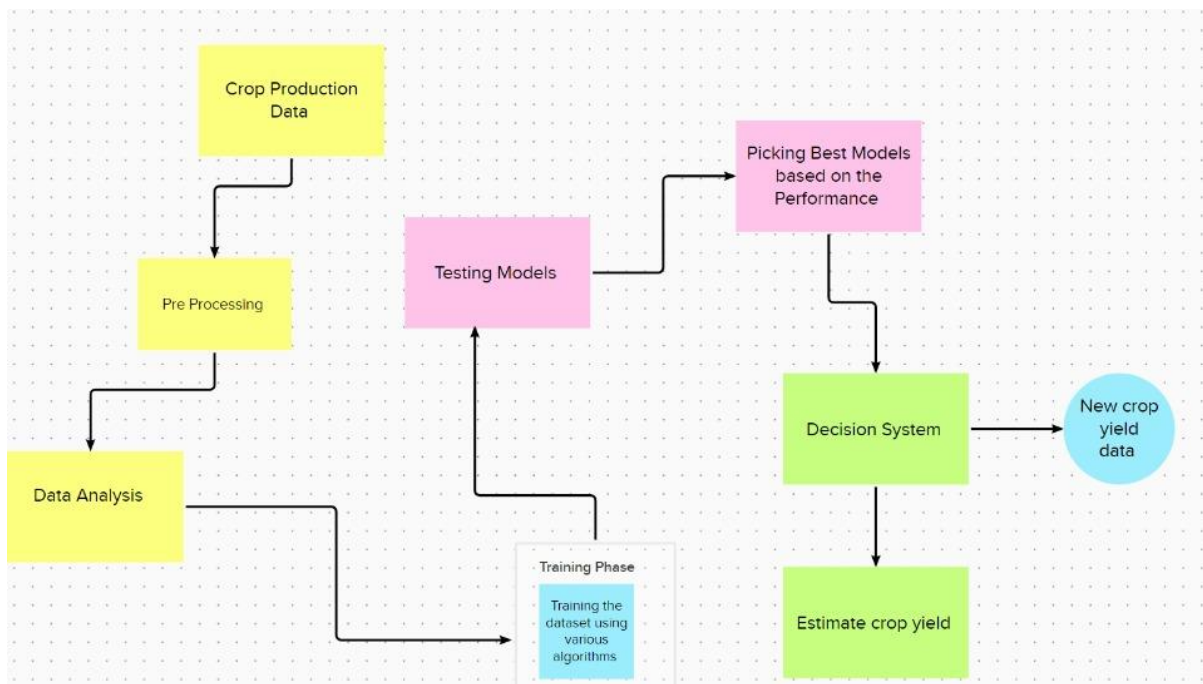 Crop Production
Data
Pre Processing
Data Analysis
Training Phase
Training the
dataset using
various
algorithms
Testing Models
Picking Best Models
based on the
Performance
Decision System
New crop
yield
data
Estimate crop yield